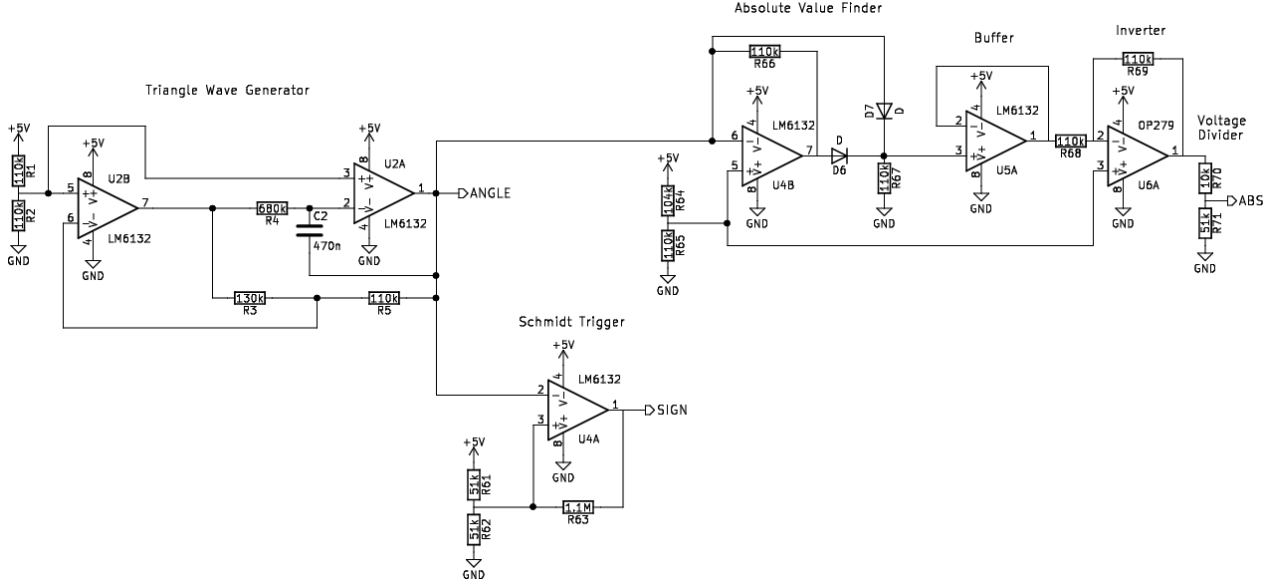 Absolute Value Finder
Buffer
Inverter
Triangle Wave Generator
Voltage
Divider
Schmidt Trigger
+5V
110k
R1
110k
R2
GND
+5V
8
U2B
5
6
+
-
V+
V-
7
4
LM6132
GND
680k
R4
C2
470n
+5V
8
U2A
3
2
+
-
V+
V-
1
4
LM6132
GND
ANGLE
130k
R3
110k
R5
+5V
4
LM6132
2
3
-
+
V-
V+
1
8
U4A
GND
SIGN
+5V
51k
R61
51k
R62
GND
1.1M
R63
110k
R66
+5V
4
LM6132
6
5
-
+
V-
V+
7
8
U4B
GND
+5V
104k
R64
110k
R65
GND
D
D6
D7
D
110k
R67
GND
+5V
4
LM6132
2
3
-
+
V-
V+
1
8
U5A
GND
110k
R68
110k
R69
+5V
4
OP279
2
3
-
+
V-
V+
1
8
U6A
GND
10k
R70
ABS
51k
R71
GND